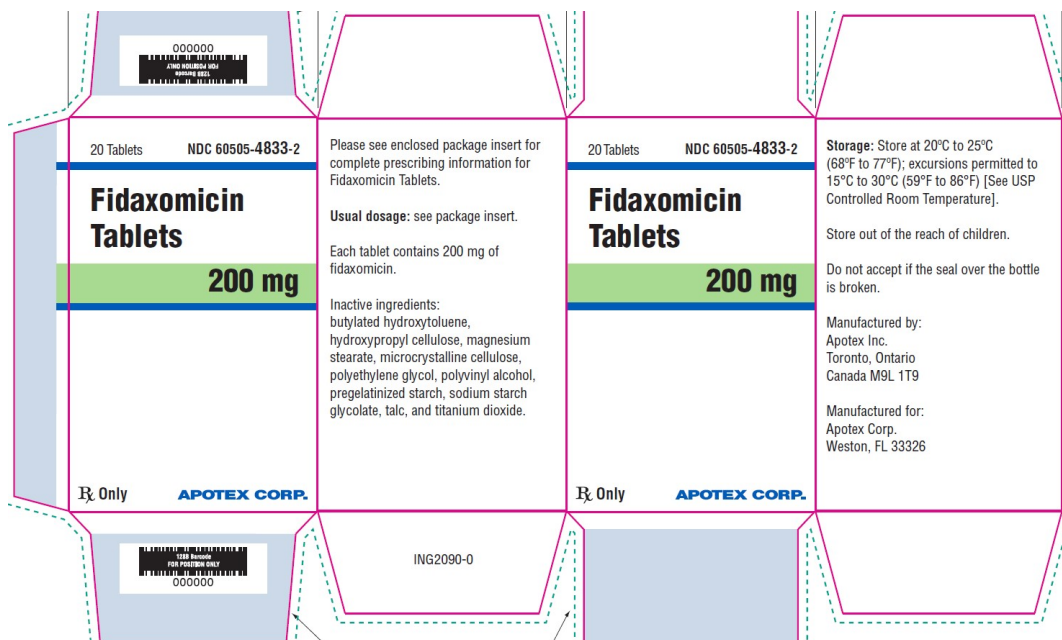 000000
1288 Barcode
FOR POSITION ONLY
20 Tablets NDC 60505-4833-2
Fidaxomicin
Tablets
200 mg
℞ Only APOTEX CORP.
Please see enclosed package insert for
complete prescribing information for
Fidaxomicin Tablets.
Usual dosage: see package insert.
Each tablet contains 200 mg of
fidaxomicin.
Inactive ingredients:
butylated hydroxytoluene,
hydroxypropyl cellulose, magnesium
stearate, microcrystalline cellulose,
polyethylene glycol, polyvinyl alcohol,
pregelatinized starch, sodium starch
glycolate, talc, and titanium dioxide.
20 Tablets NDC 60505-4833-2
Fidaxomicin
Tablets
200 mg
℞ Only APOTEX CORP.
Storage: Store at 20ºC to 25ºC
(68ºF to 77ºF); excursions permitted to
15°C to 30°C (59°F to 86°F) [See USP
Controlled Room Temperature].
Store out of the reach of children.
Do not accept if the seal over the bottle
is broken.
Manufactured by:
Apotex Inc.
Toronto, Ontario
Canada M9L 1T9
Manufactured for:
Apotex Corp.
Weston, FL 33326
1288 Barcode
FOR POSITION ONLY
000000
ING2090-0